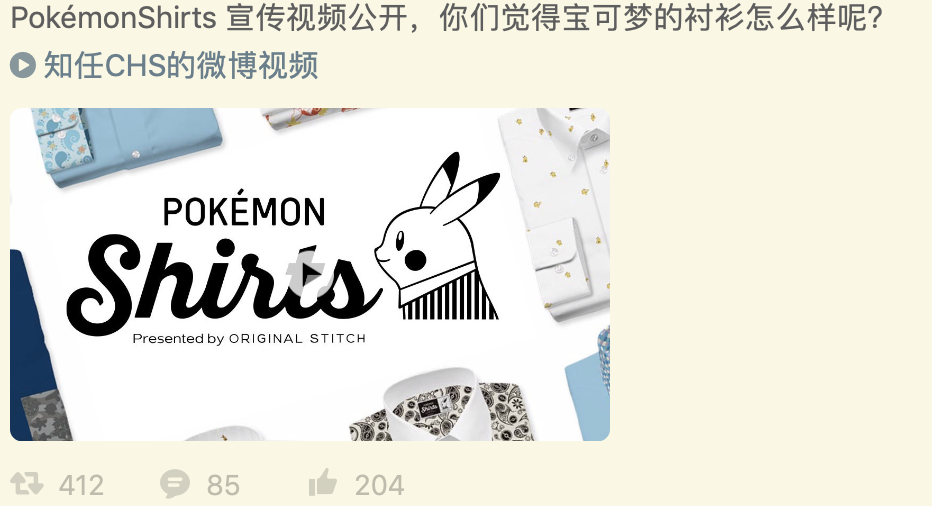 PokémonShirts 宣传视频公开，你们觉得宝可梦的衬衫怎么样呢？
知任CHS的微博视频
POKÉMON
Shirts
Presented by ORIGINAL STITCH
Shirts
412 85 204